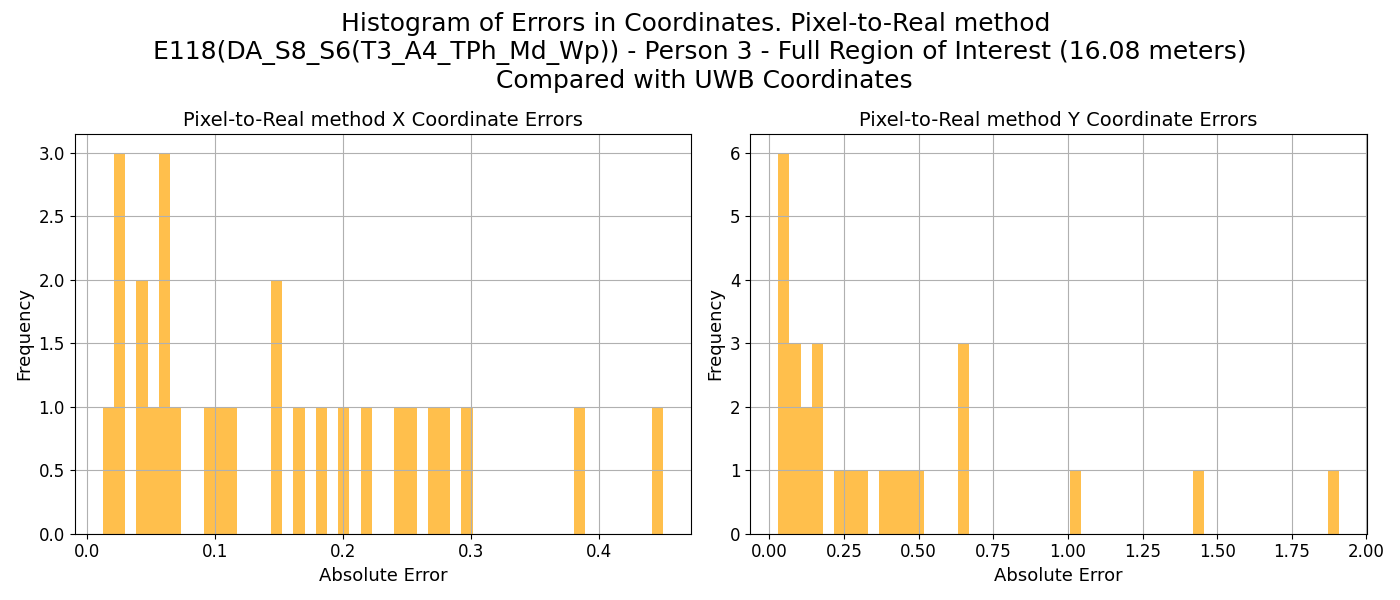 Histogram of Errors in Coordinates. Pixel-to-Real method
E118(DA_S8_S6(T3_A4_TPh_Md_Wp)) - Person 3 - Full Region of Interest (16.08 meters)
Compared with UWB Coordinates
Pixel-to-Real method X Coordinate Errors
3.0
2.5
2.0
1.5
1.0
0.5
0.0
Frequency
0.0 0.1 0.2 0.3 0.4
Absolute Error
Pixel-to-Real method Y Coordinate Errors
6
5
4
3
2
1
0
Frequency
0.00 0.25 0.50 0.75 1.00 1.25 1.50 1.75 2.00
Absolute Error